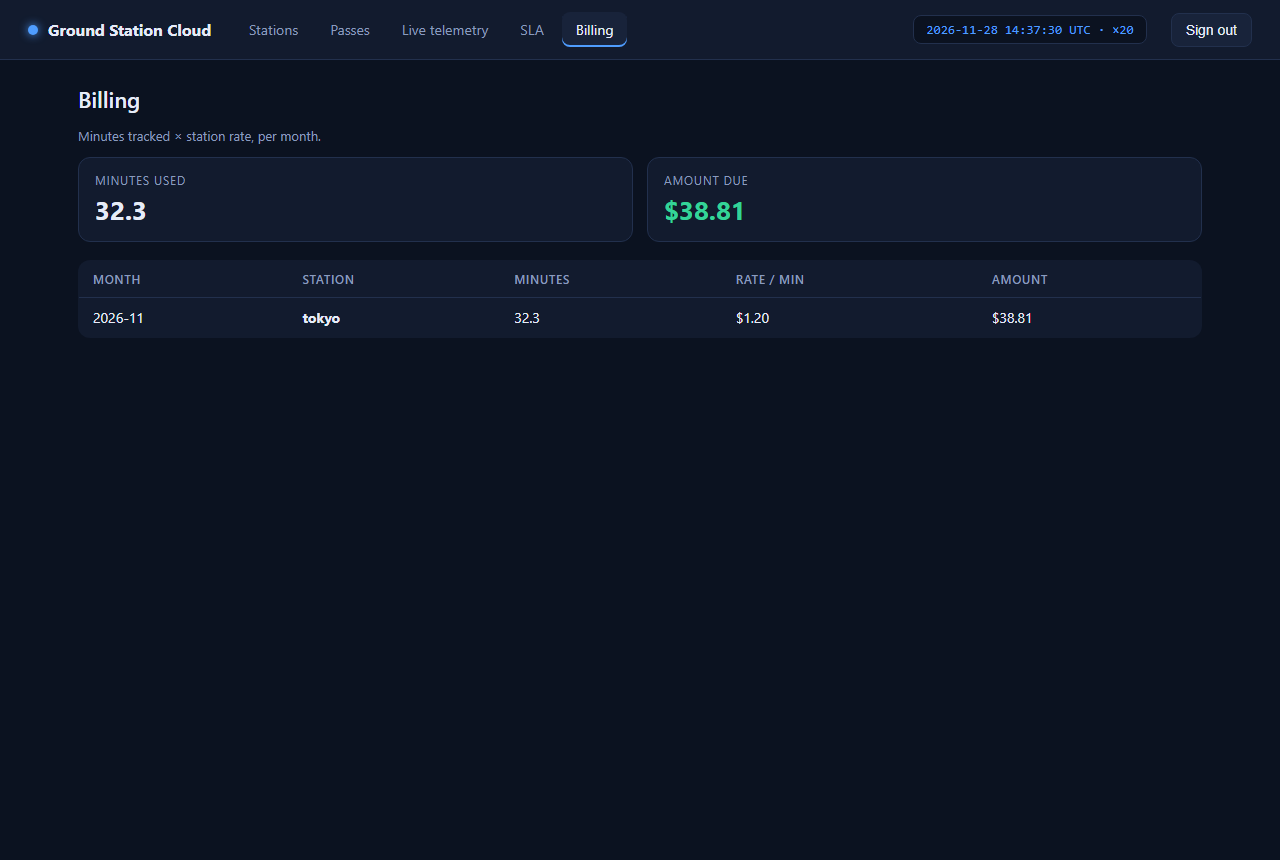 Ground Station Cloud Stations Passes Live telemetry SLA Billing 2026-11-28 14:37:30 UTC · ×20 Sign out
Billing
Minutes tracked × station rate, per month.
MINUTES USED AMOUNT DUE
32.3 $38.81
MONTH STATION MINUTES RATE / MIN AMOUNT
2026-11 tokyo 32.3 $1.20 $38.81